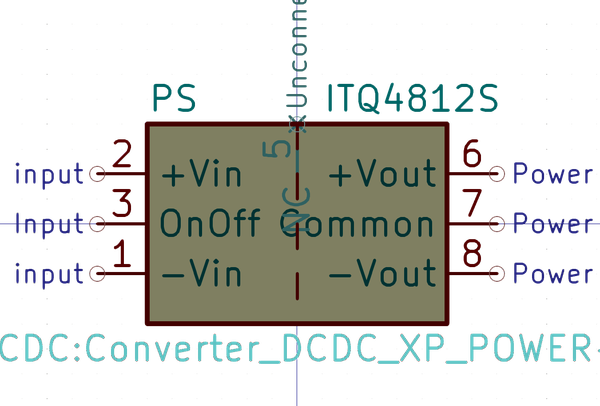 Unconne
PS
ITQ4812S
5
2
+Vin
+Vout
6
input
Power
3
OnOff
NC
Common
7
Input
Power
1
-Vin
-Vout
8
input
Power
CDC:Converter_DCDC_XP_POWER-